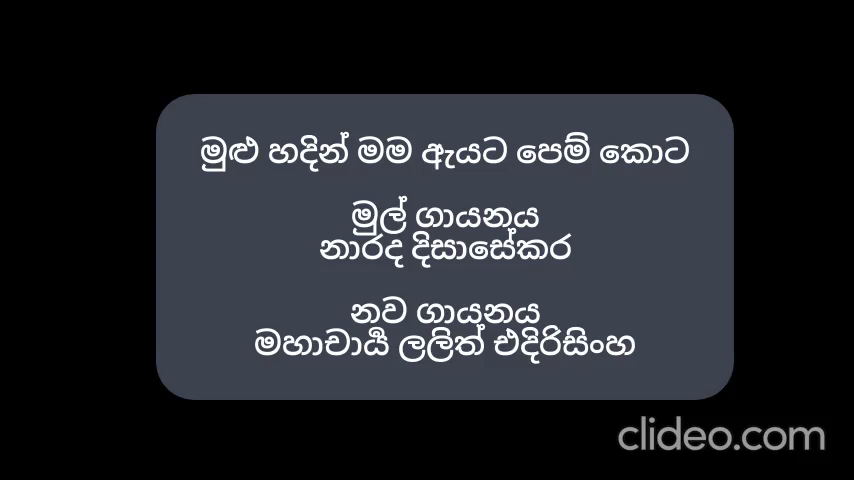 මුළු හදින් මම ඇයට පෙම් කොට
මුල් ගායනය
නාරද දිසාසේකර
නව ගායනය
මහාචාර්‍ය ලලිත් එදිරිසිංහ
clideo.com